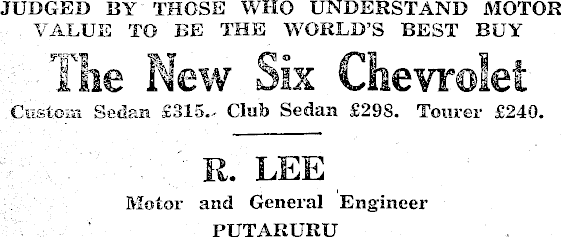 JUDGED BY THOSE WHO UNDERSTAND MOTOR
VALUE TO BE THE WORLD'S BEST BUY
The New Six Chevrolet
Custom Sedan £315. Club Sedan £298. Tourer £240.
R. LEE
Motor and General Engineer
PUTARURU